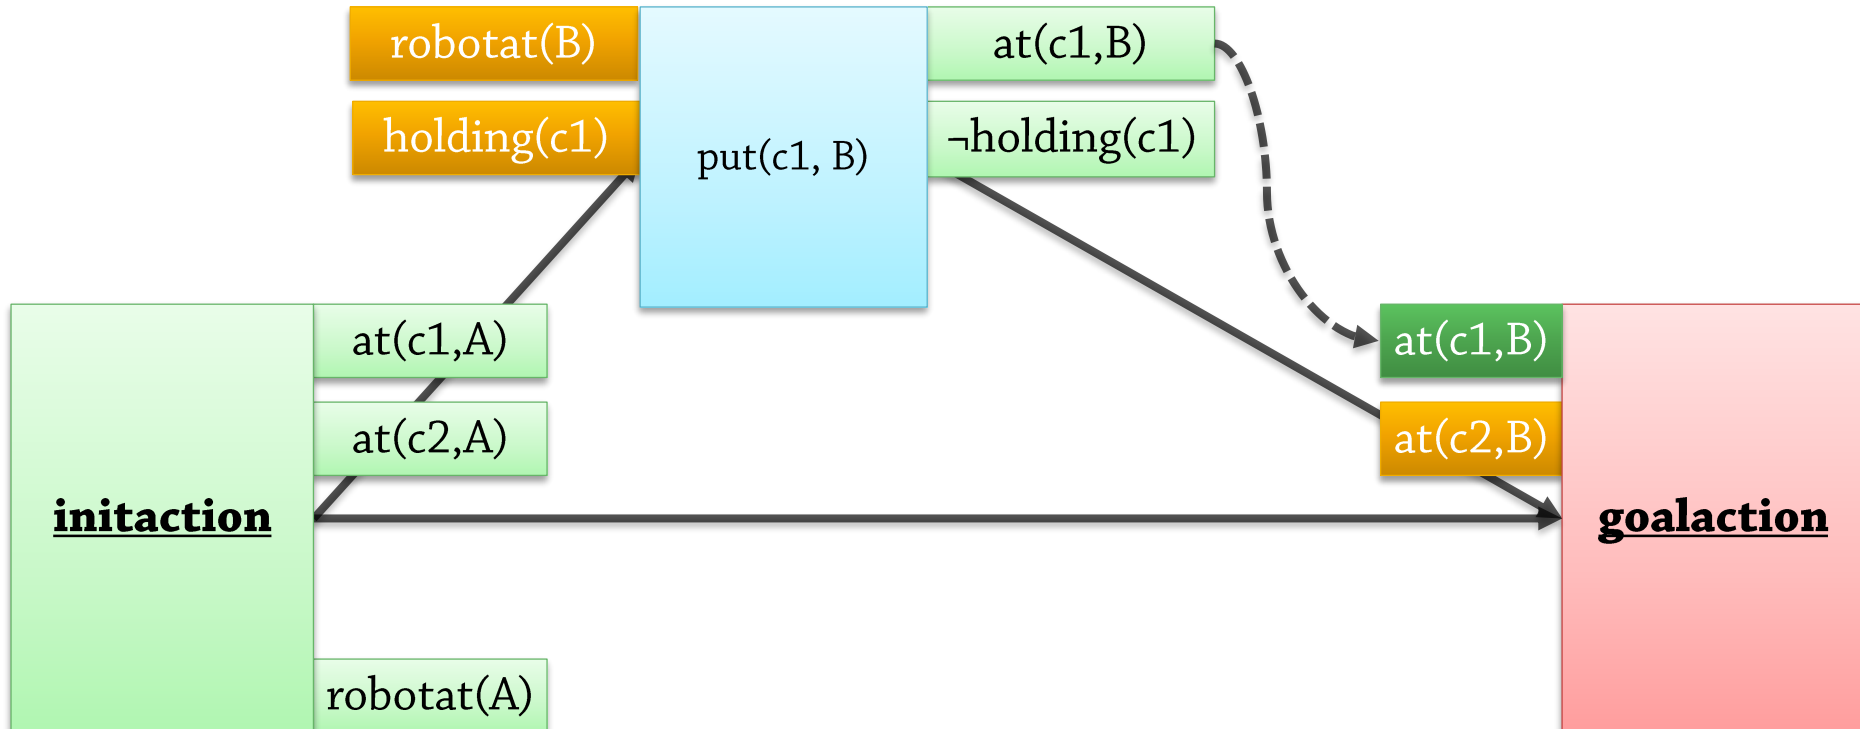 robotat(B)
at(c1,B)
holding(c1)
¬holding(c1)
put(c1, B)
at(c1,A)
at(c1,B)
at(c2,A)
at(c2,B)
initaction
goalaction
robotat(A)